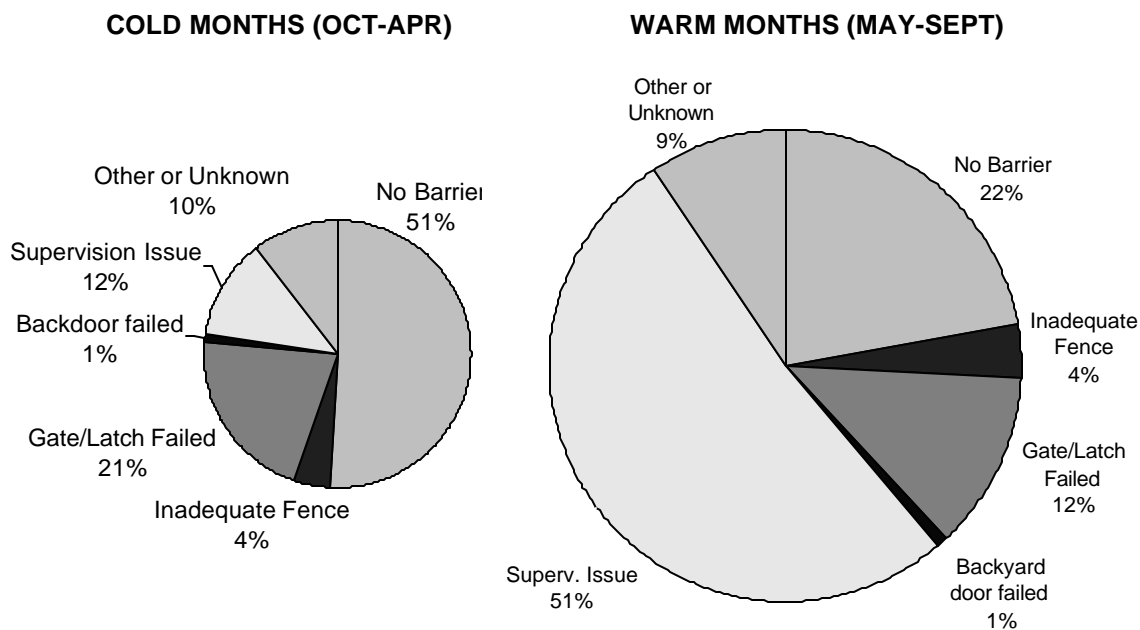 COLD MONTHS (OCT-APR)
No Barrier
51%
Inadequate Fence
4%
Gate/Latch Failed
21%
Backdoor failed
1%
Supervision Issue
12%
Other or Unknown
10%
WARM MONTHS (MAY-SEPT)
No Barrier
22%
Inadequate
Fence
4%
Gate/Latch
Failed
12%
Backyard
door failed
1%
Superv. Issue
51%
Other or
Unknown
9%